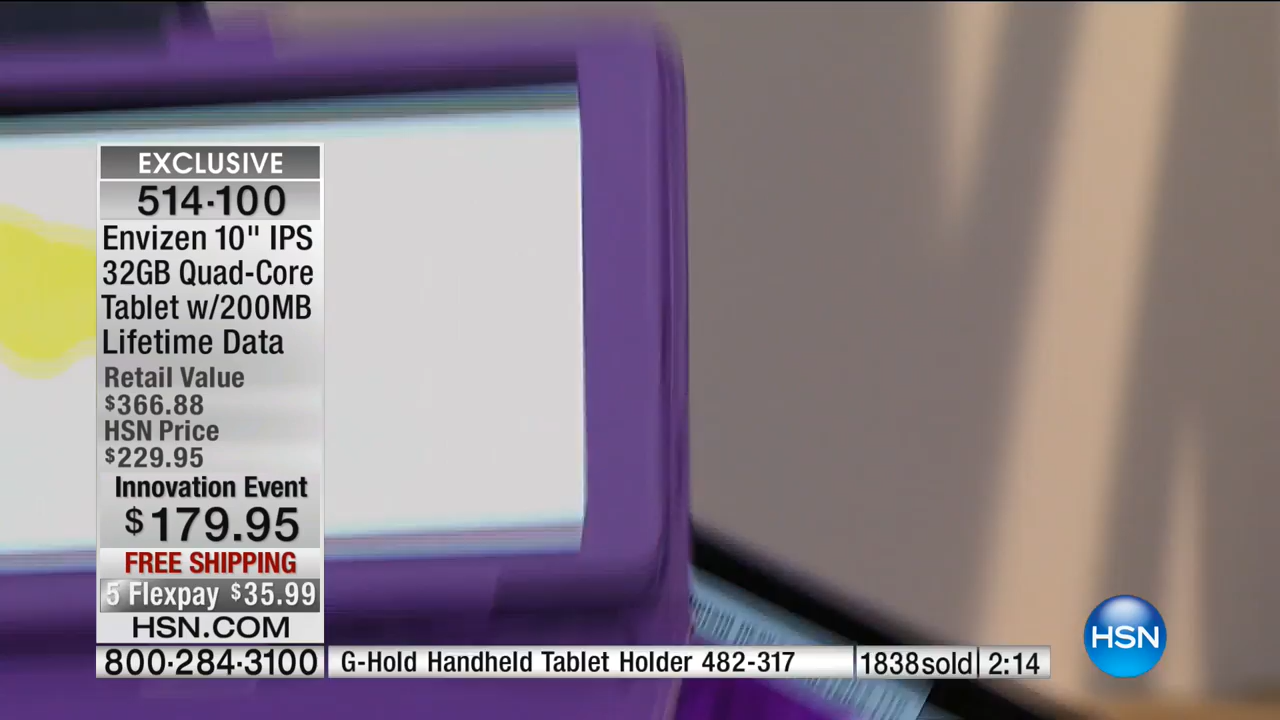 EXCLUSIVE
514-100
Envizen 10" IPS
32GB Quad-Core
Tablet w/200MB
Lifetime Data
Retail Value
$366.88
HSN Price
$229.95
Innovation Event
$179.95
FREE SHIPPING
5 Flexpay $35.99
HSN.COM
800-284-3100
G-Hold Handheld Tablet Holder 482-317
1838sold
2:14
HSN